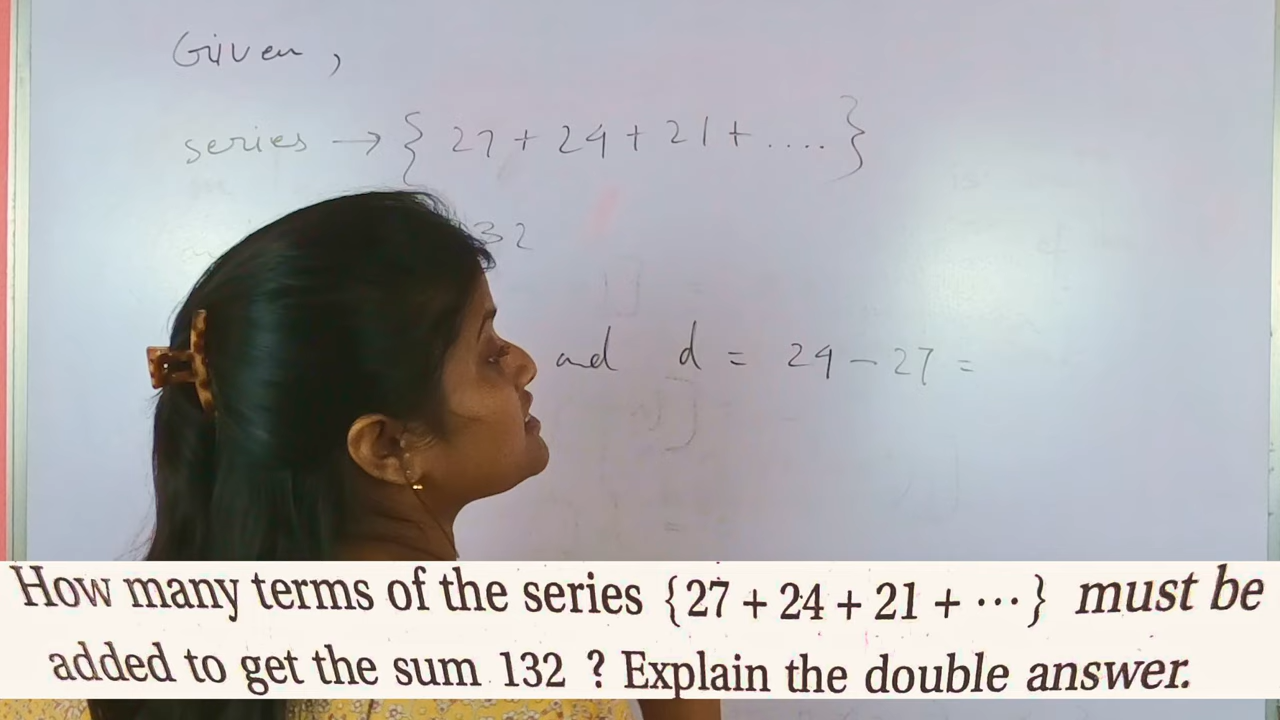 Given,
series → { 27 + 24 + 21 + .... }
32
and d = 24 - 27 =
How many terms of the series {27 + 24 + 21 + ⋯} must be
added to get the sum 132 ? Explain the double answer.